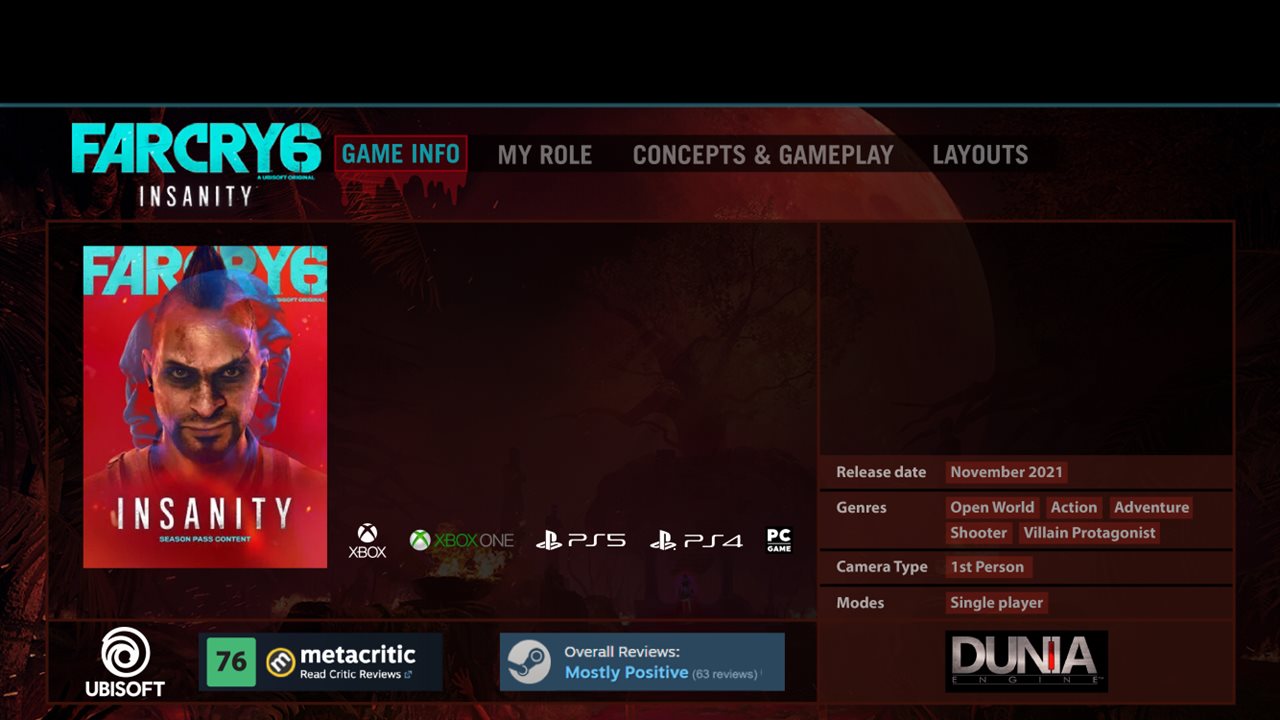 FARCRY6
A UBISOFT ORIGINAL
INSANITY
GAME INFO
MY ROLE
CONCEPTS & GAMEPLAY
LAYOUTS
FARCRY6
UBISOFT ORIGINAL
INSANITY
SEASON PASS CONTENT
XBOX
XBOX ONE
PS5
PS4
PC
GAME
Release date November 2021
Genres Open World Action Adventure
Shooter Villain Protagonist
Camera Type 1st Person
Modes Single player
UBISOFT
76
metacritic
Read Critic Reviews
Overall Reviews:
Mostly Positive (63 reviews)
DUNIA
ENGINE